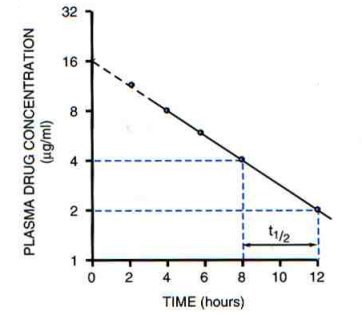 PLASMA DRUG CONCENTRATION
(µg/ml)
32
16
8
4
2
1
t1/2
0 2 4 6 8 10 12
TIME (hours)